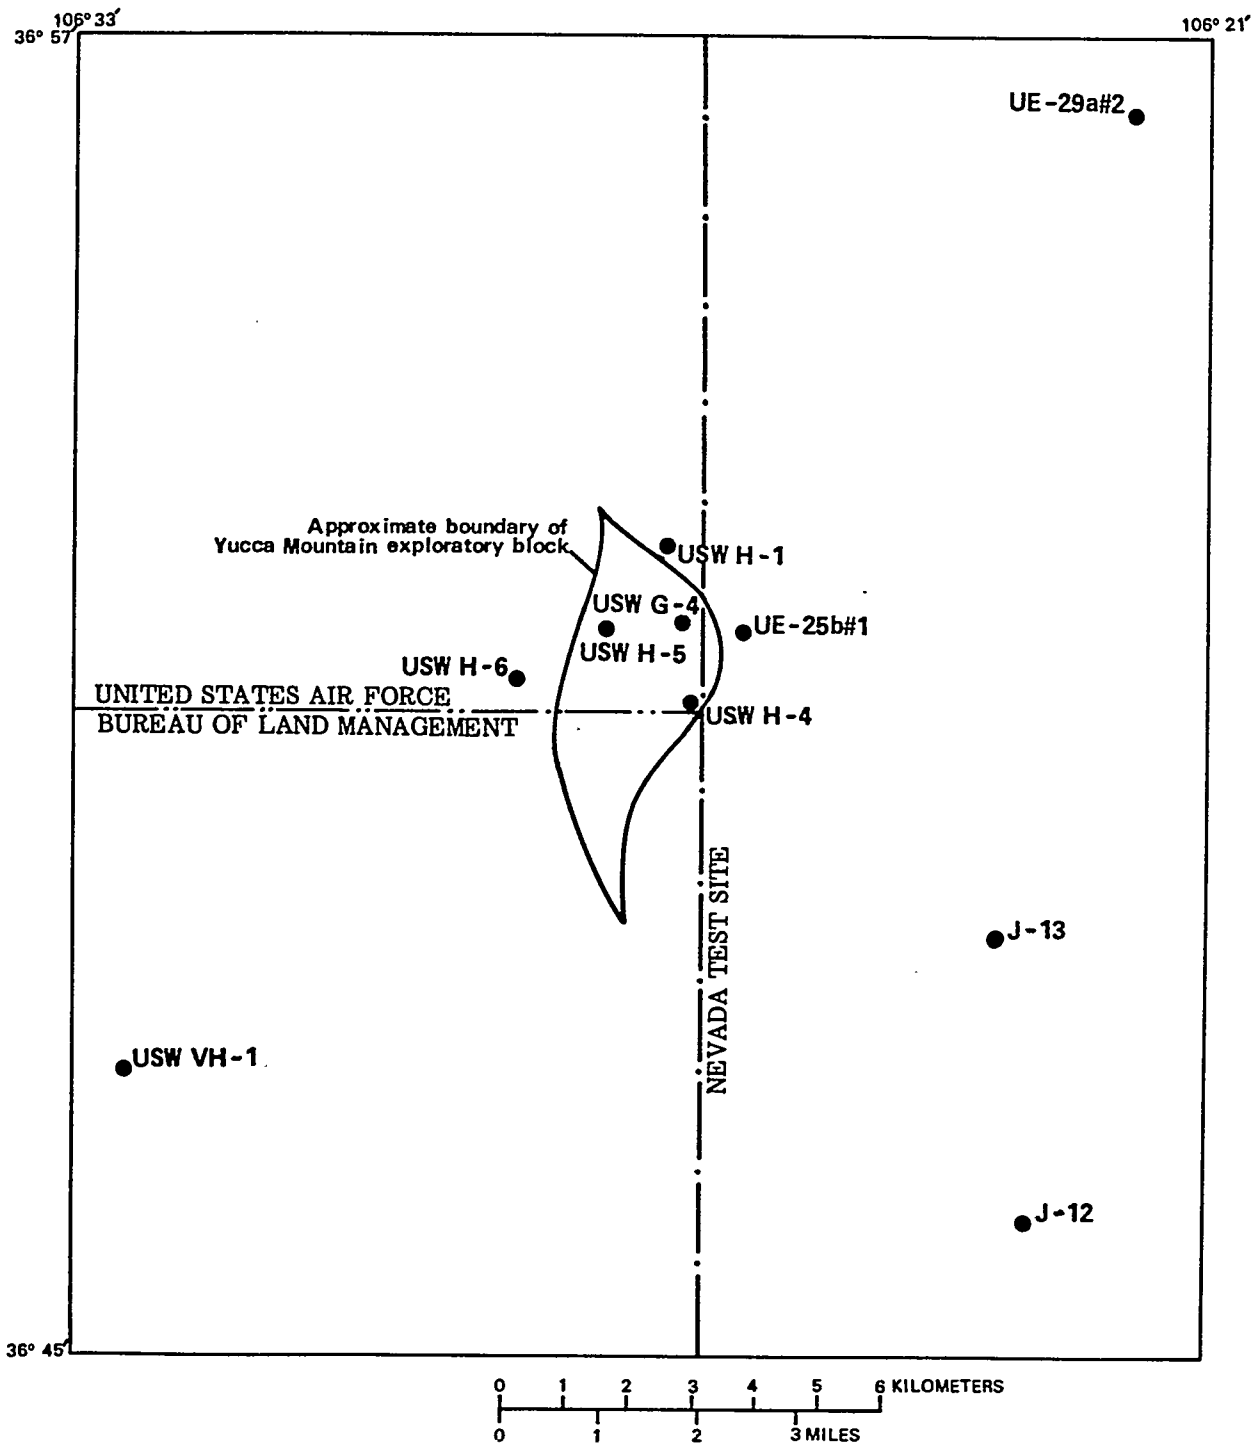 106° 33′
106° 21′
36° 57′
UE-29a#2
Approximate boundary of
Yucca Mountain exploratory block
USW H-1
USW G-4
UE-25b#1
USW H-5
USW H-6
UNITED STATES AIR FORCE
BUREAU OF LAND MANAGEMENT
USW H-4
NEVADA TEST SITE
J-13
USW VH-1
J-12
36° 45′
0 1 2 3 4 5 6 KILOMETERS
0 1 2 3 MILES